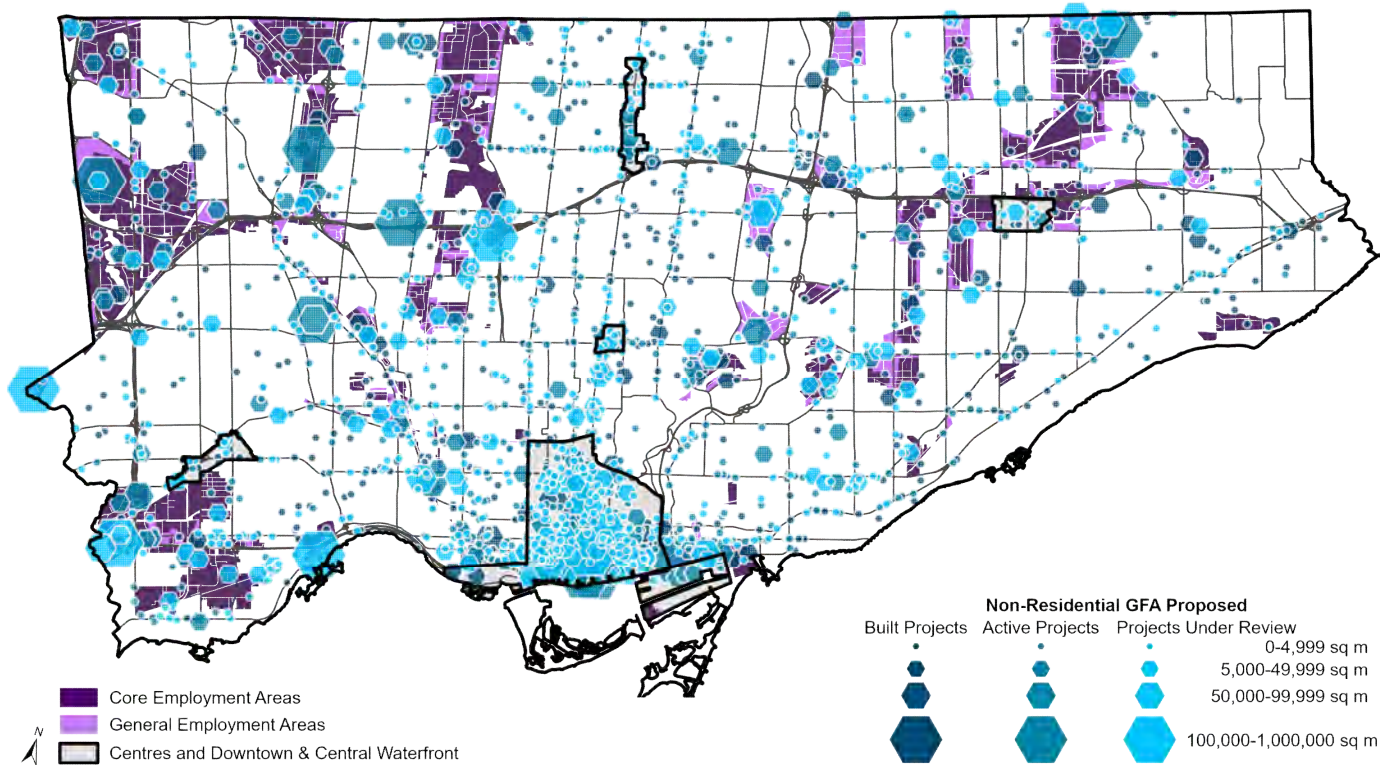 Non-Residential GFA Proposed
Built Projects Active Projects Projects Under Review
0-4,999 sq m
5,000-49,999 sq m
50,000-99,999 sq m
100,000-1,000,000 sq m
Core Employment Areas
General Employment Areas
N
Centres and Downtown & Central Waterfront